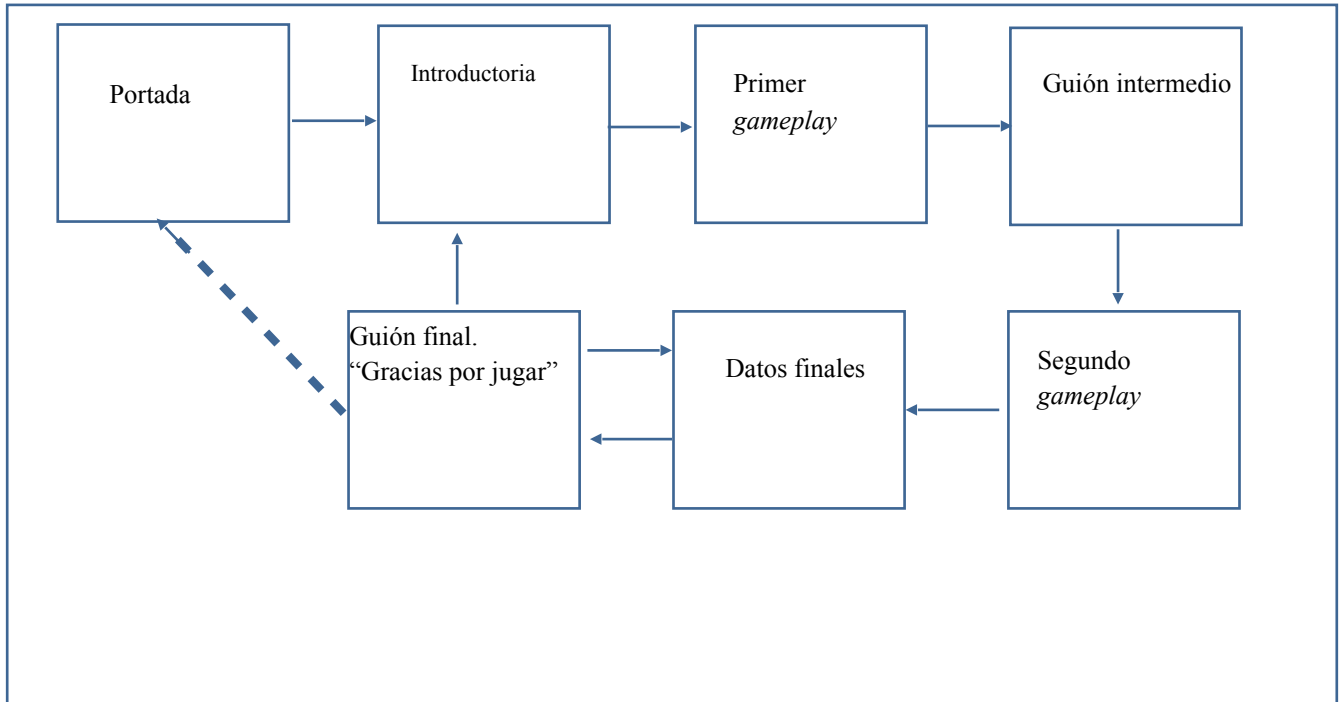 Portada
Introductoria
Primer
gameplay
Guión intermedio
Guión final.
“Gracias por jugar”
Datos finales
Segundo
gameplay